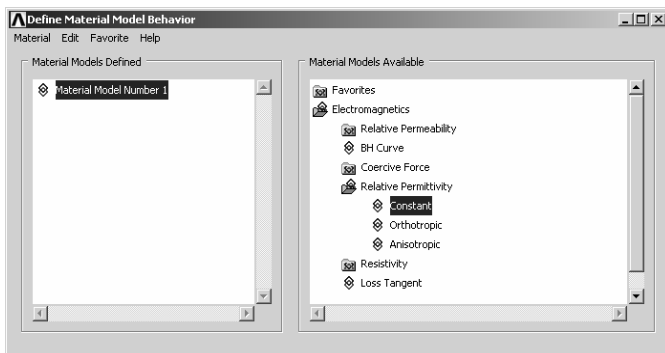 Define Material Model Behavior
Material Edit Favorite Help
Material Models Defined
Material Model Number 1
Material Models Available
Favorites
Electromagnetics
Relative Permeability
BH Curve
Coercive Force
Relative Permittivity
Constant
Orthotropic
Anisotropic
Resistivity
Loss Tangent